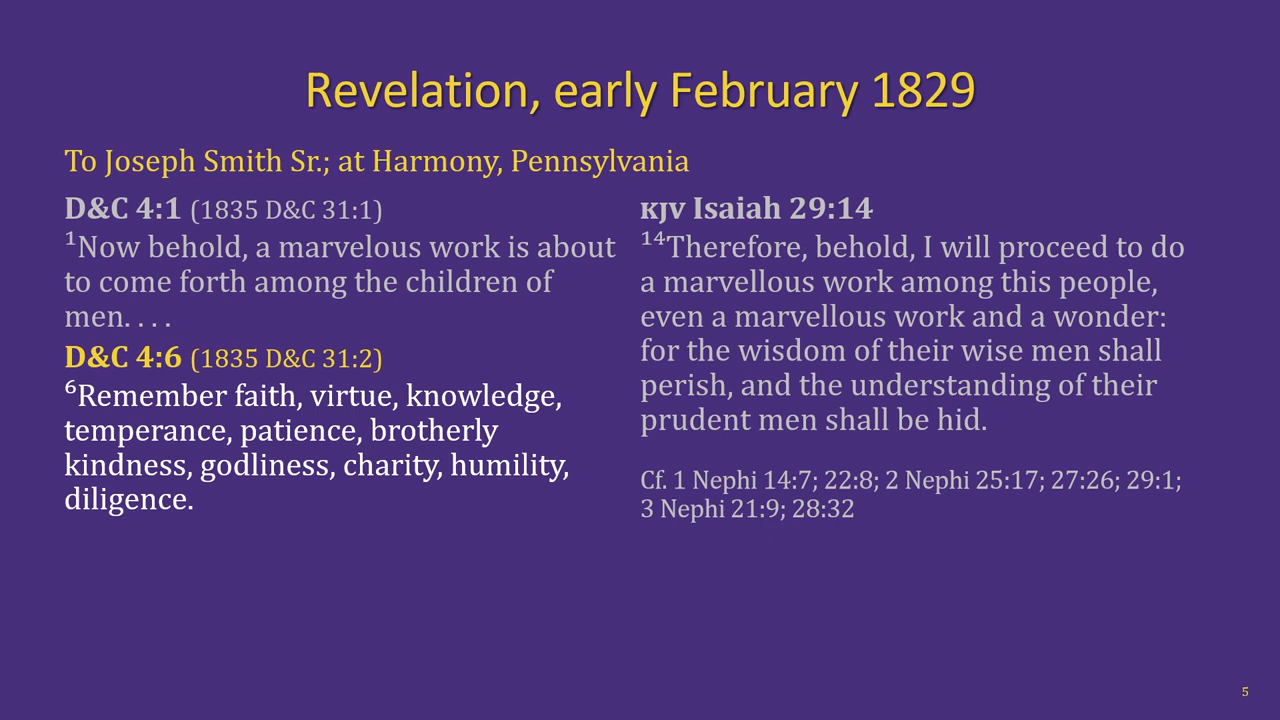 Revelation, early February 1829
To Joseph Smith Sr.; at Harmony, Pennsylvania
D&C 4:1 (1835 D&C 31:1)
¹Now behold, a marvelous work is about
to come forth among the children of
men. . . .
D&C 4:6 (1835 D&C 31:2)
⁶Remember faith, virtue, knowledge,
temperance, patience, brotherly
kindness, godliness, charity, humility,
diligence.
KJV Isaiah 29:14
¹⁴Therefore, behold, I will proceed to do
a marvellous work among this people,
even a marvellous work and a wonder:
for the wisdom of their wise men shall
perish, and the understanding of their
prudent men shall be hid.
Cf. 1 Nephi 14:7; 22:8; 2 Nephi 25:17; 27:26; 29:1;
3 Nephi 21:9; 28:32
5